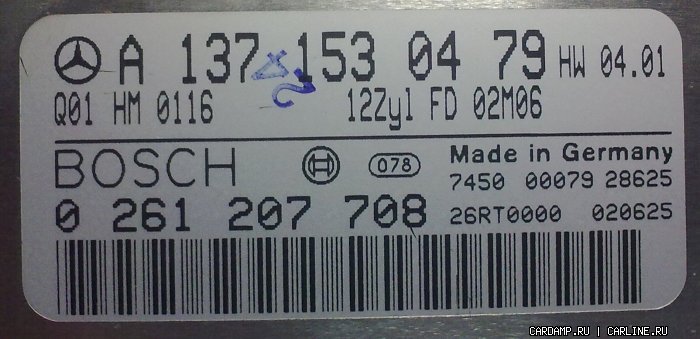 A 137 153 04 79 HW 04.01
Q01 HM 0116 12Zyl FD 02M06
BOSCH 078 Made in Germany
7450 00079 28625
0 261 207 708 26RT0000 020625
CARDAMP.RU | CARLINE.RU